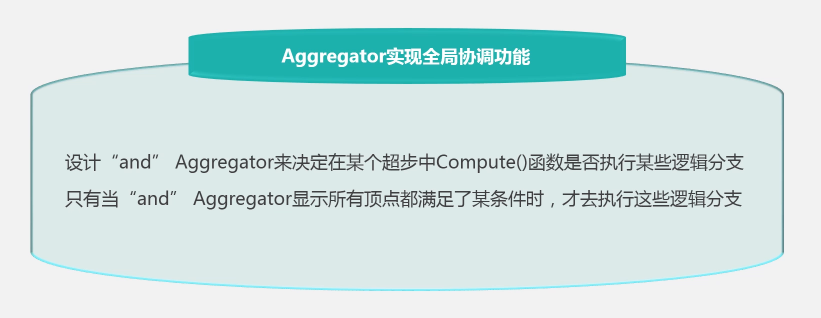 Aggregator实现全局协调功能
设计“and” Aggregator来决定在某个超步中Compute()函数是否执行某些逻辑分支
只有当“and” Aggregator显示所有顶点都满足了某条件时，才去执行这些逻辑分支